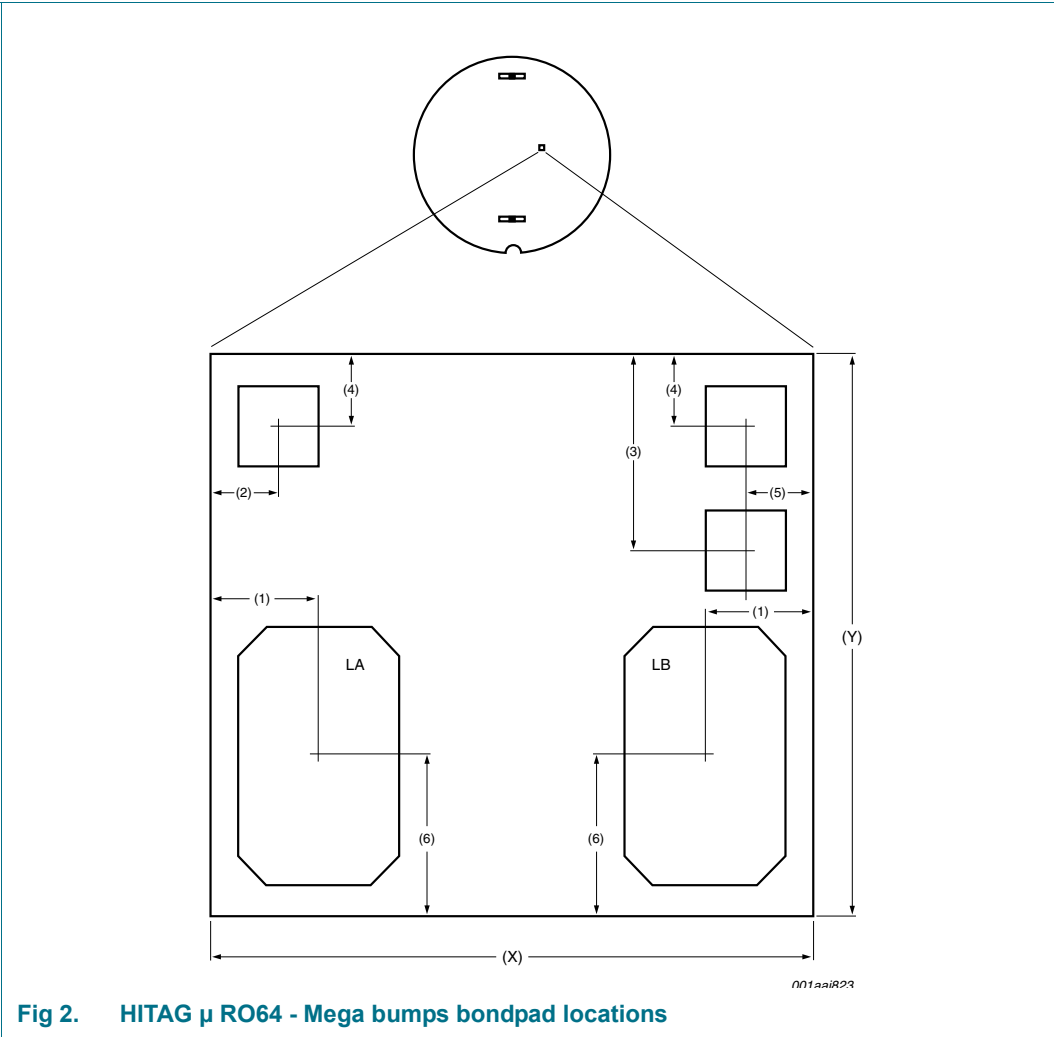 (4)
(4)
(3)
(2)
(5)
(1)
(1)
(Y)
LA
LB
(6)
(6)
(X)
001aaj823
Fig 2. HITAG µ RO64 - Mega bumps bondpad locations